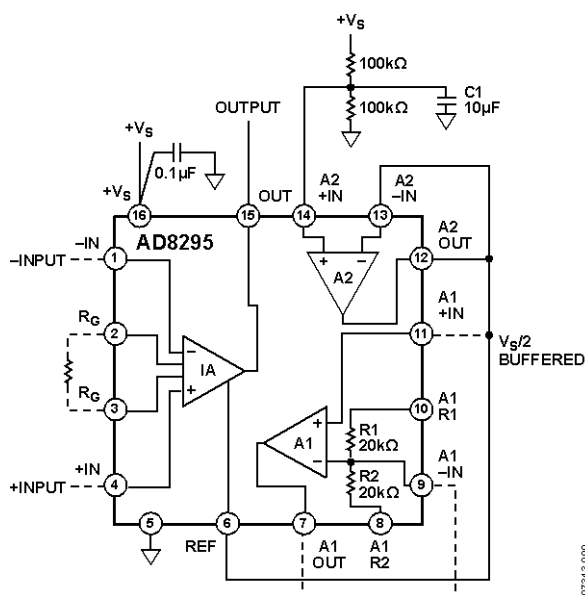 +VS
100kΩ
100kΩ
C1
10µF
OUTPUT
+VS
0.1µF
+VS
OUT
A2
+IN
A2
–IN
16
15
14
13
AD8295
A2
OUT
–IN
–INPUT
1
+
–
A2
12
A1
+IN
RG
2
11
VS/2
BUFFERED
–
IA
+
RG
3
+
A1
–
R1
20kΩ
10
A1
R1
R2
20kΩ
A1
–IN
+IN
+INPUT
4
9
5
6
7
8
REF
A1
OUT
A1
R2